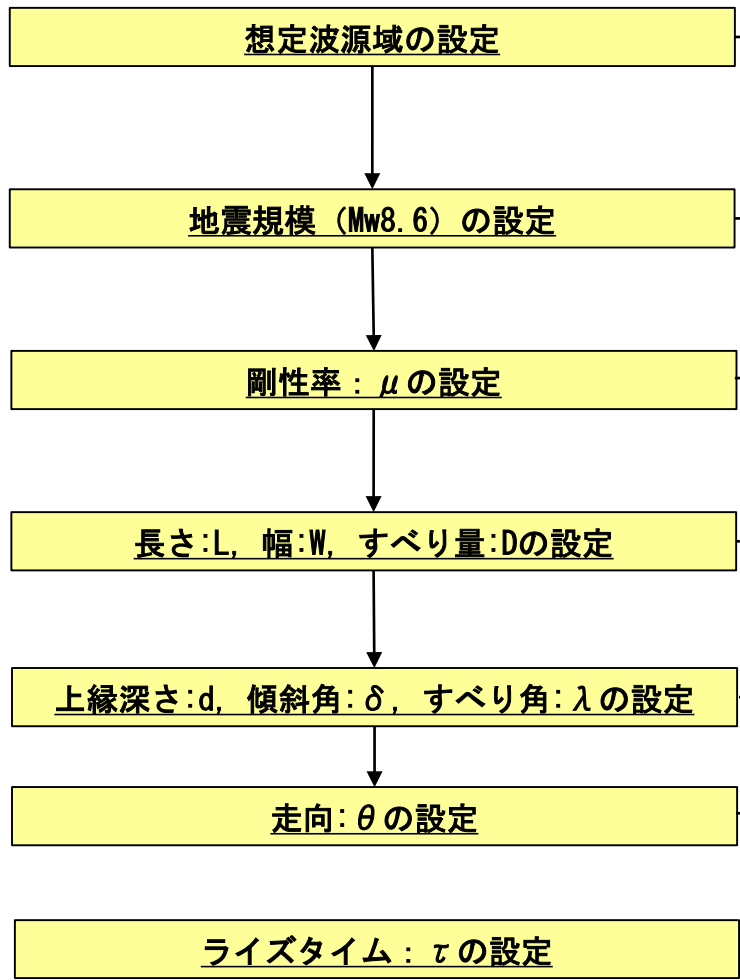 想定波源域の設定
地震規模（Mw8.6）の設定
剛性率：μの設定
長さ:L, 幅:W, すべり量:Dの設定
上縁深さ:d, 傾斜角:δ, すべり角:λの設定
走向:θの設定
ライズタイム：τの設定